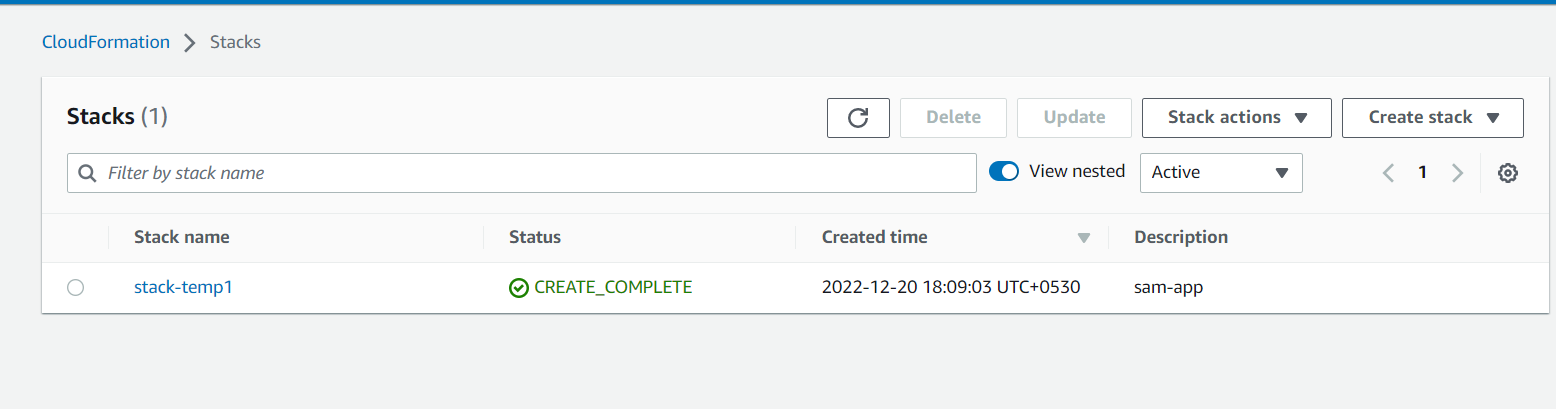 CloudFormation > Stacks
Stacks (1)
Delete Update Stack actions Create stack
Filter by stack name View nested Active 1
Stack name Status Created time Description
stack-temp1 CREATE_COMPLETE 2022-12-20 18:09:03 UTC+0530 sam-app